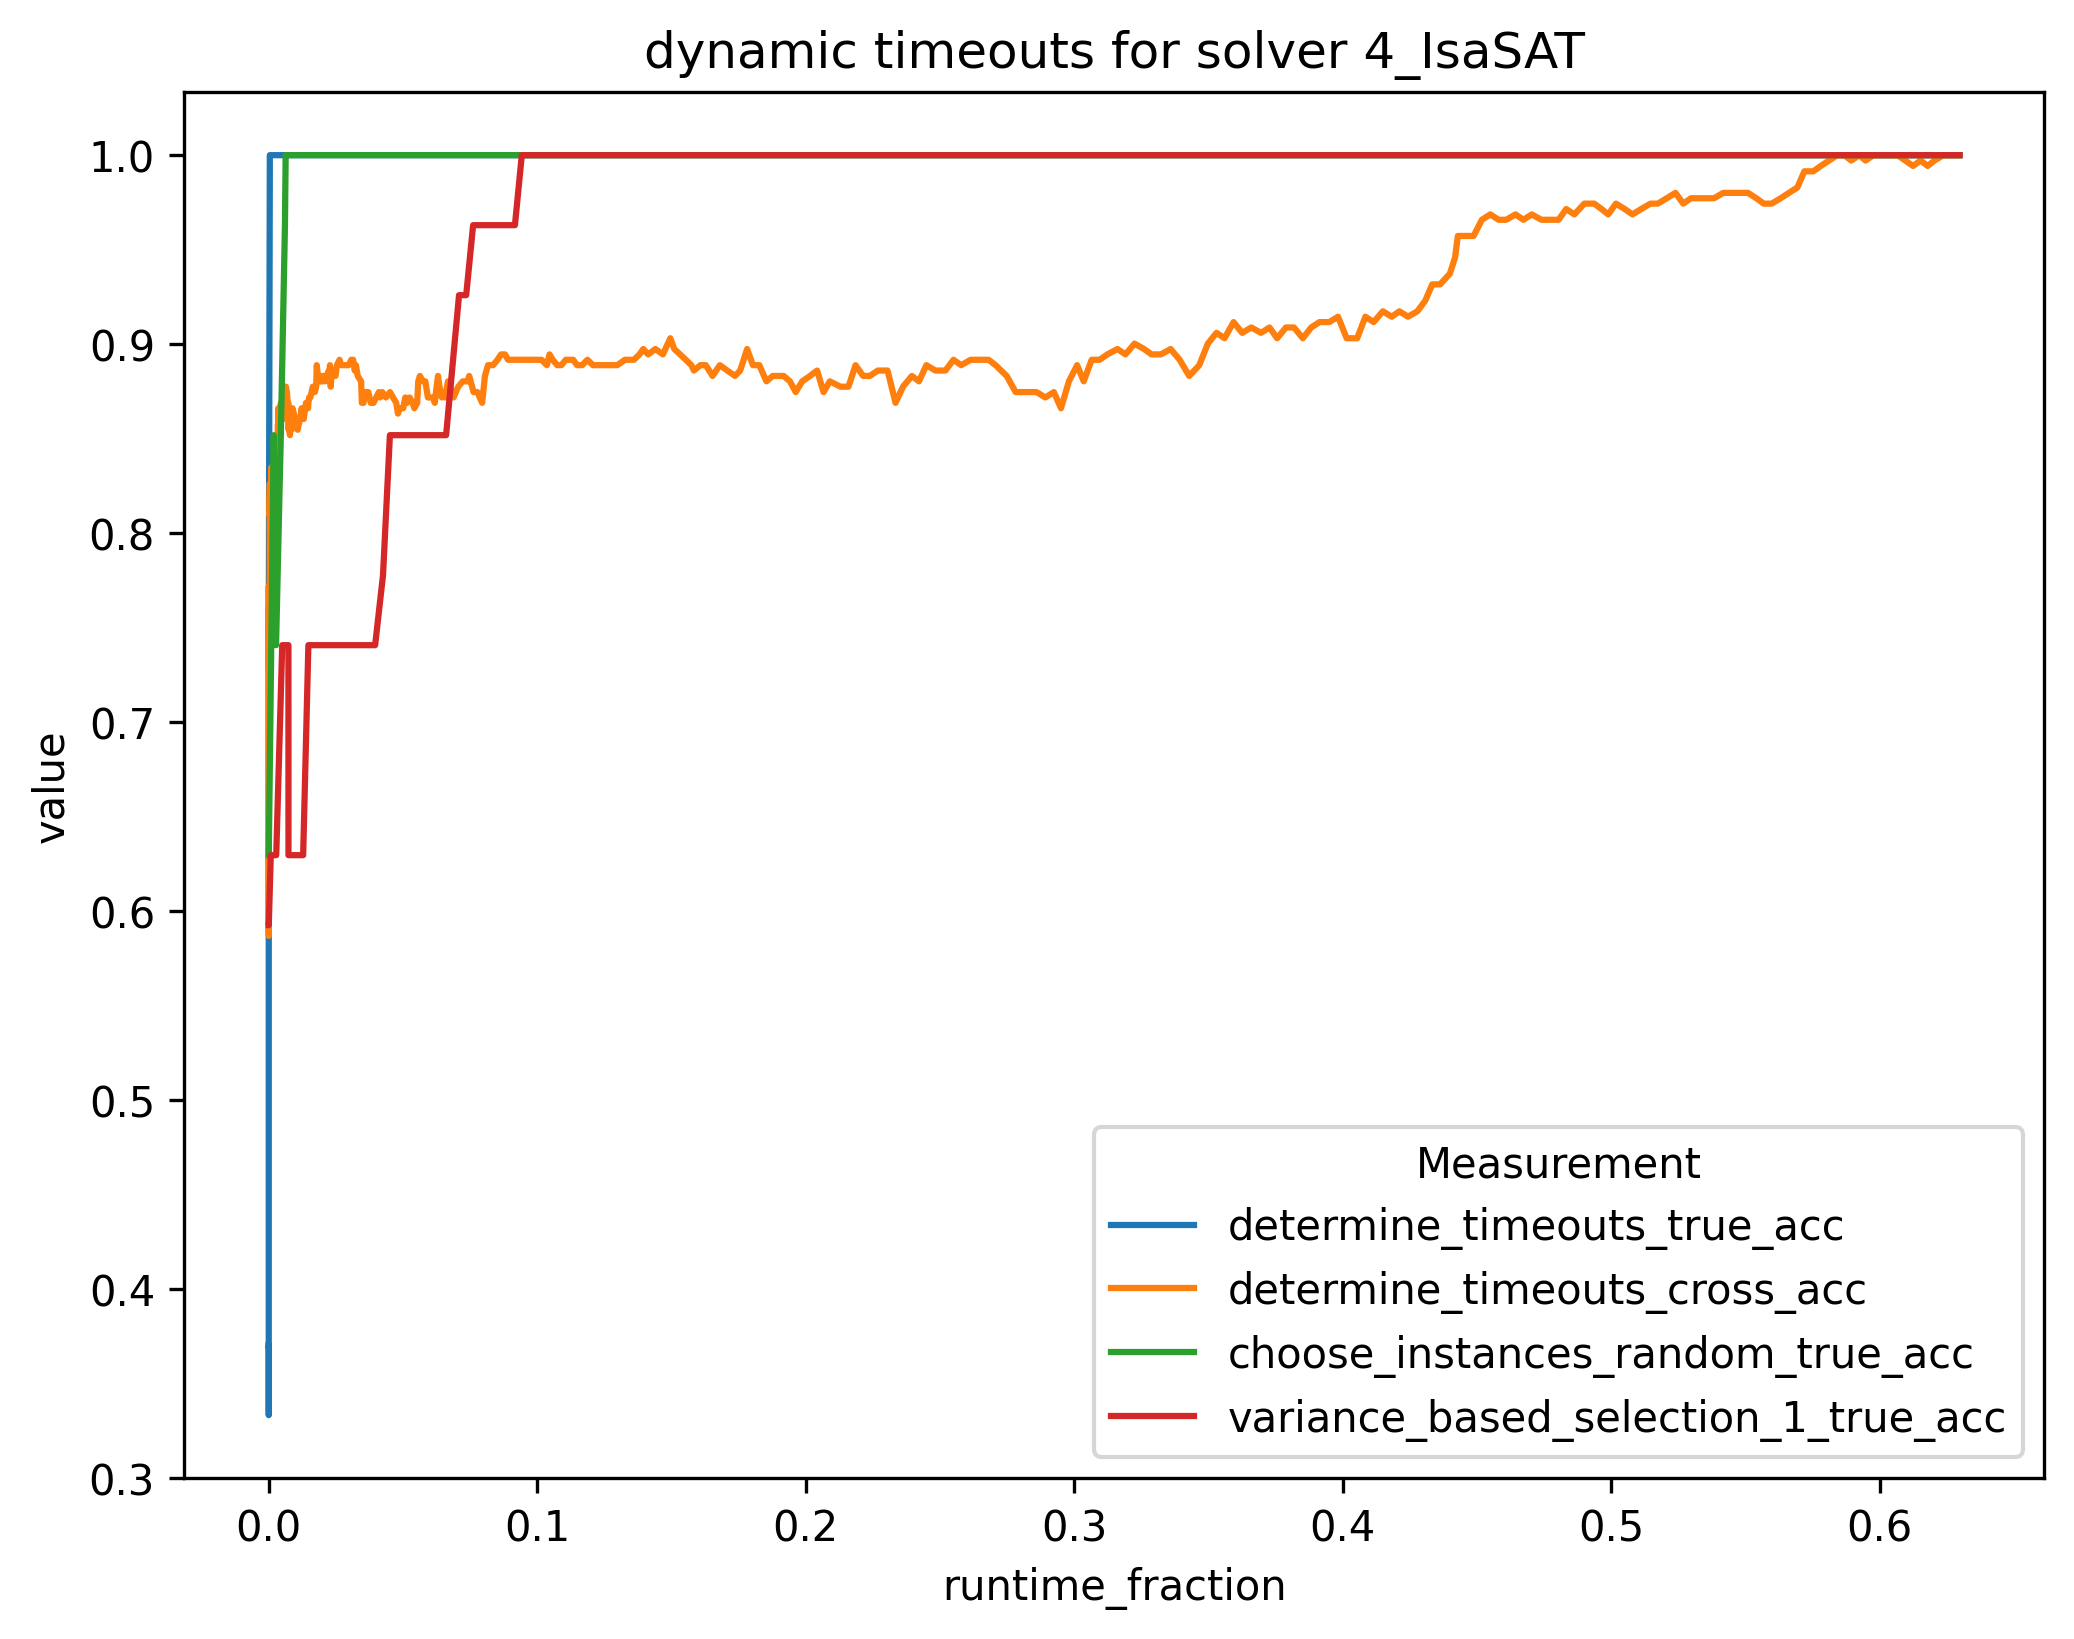 dynamic timeouts for solver 4_IsaSAT
1.0
0.9
0.8
0.7
0.6
0.5
0.4
0.3
value
0.0 0.1 0.2 0.3 0.4 0.5 0.6
runtime_fraction
Measurement
determine_timeouts_true_acc
determine_timeouts_cross_acc
choose_instances_random_true_acc
variance_based_selection_1_true_acc